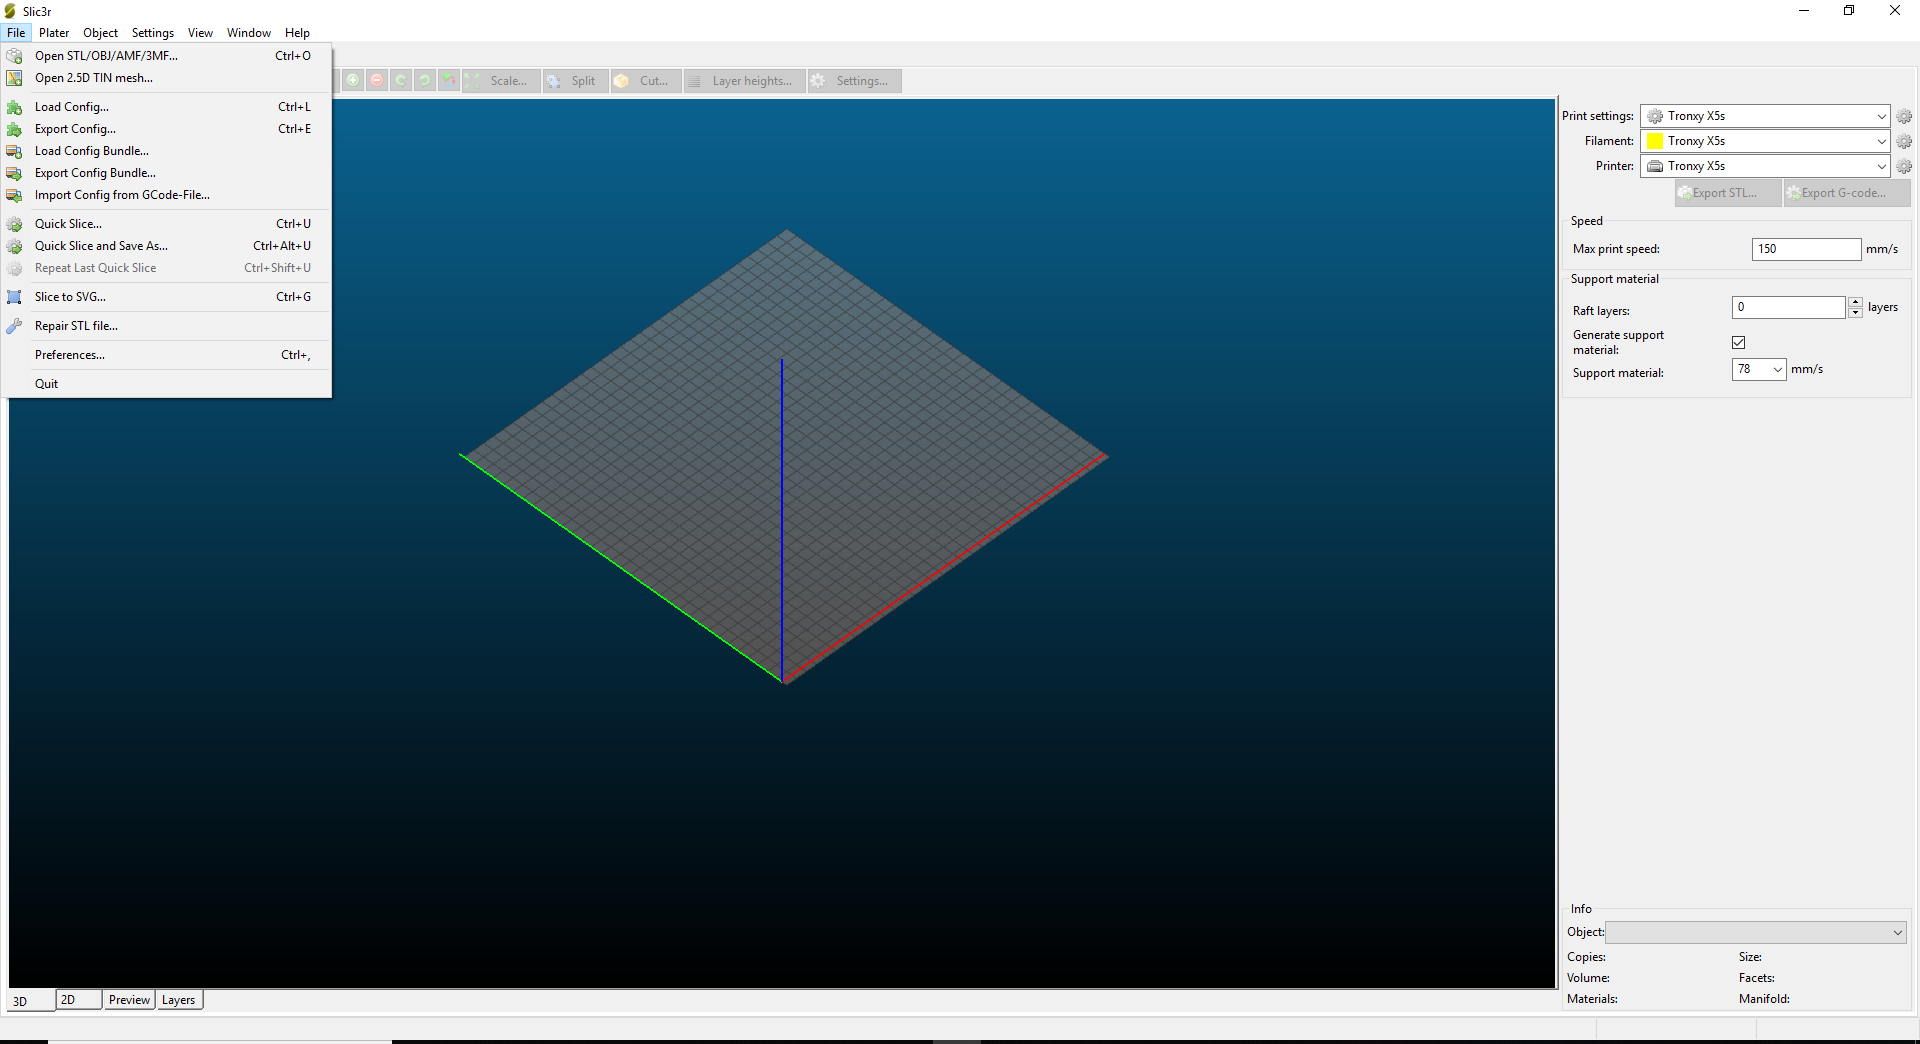 Slic3r
File Plater Object Settings View Window Help
Open STL/OBJ/AMF/3MF... Ctrl+O
Open 2.5D TIN mesh...
Load Config... Ctrl+L
Export Config... Ctrl+E
Load Config Bundle...
Export Config Bundle...
Import Config from GCode-File...
Quick Slice... Ctrl+U
Quick Slice and Save As... Ctrl+Alt+U
Repeat Last Quick Slice Ctrl+Shift+U
Slice to SVG... Ctrl+G
Repair STL file...
Preferences... Ctrl+,
Quit
Scale... Split Cut... Layer heights... Settings...
Print settings: Tronxy X5s
Filament: Tronxy X5s
Printer: Tronxy X5s
Export STL... Export G-code...
Speed
Max print speed: 150 mm/s
Support material
Raft layers: 0 layers
Generate support
material:
Support material: 78 mm/s
Info
Object:
Copies: Size:
Volume: Facets:
Materials: Manifold:
3D 2D Preview Layers